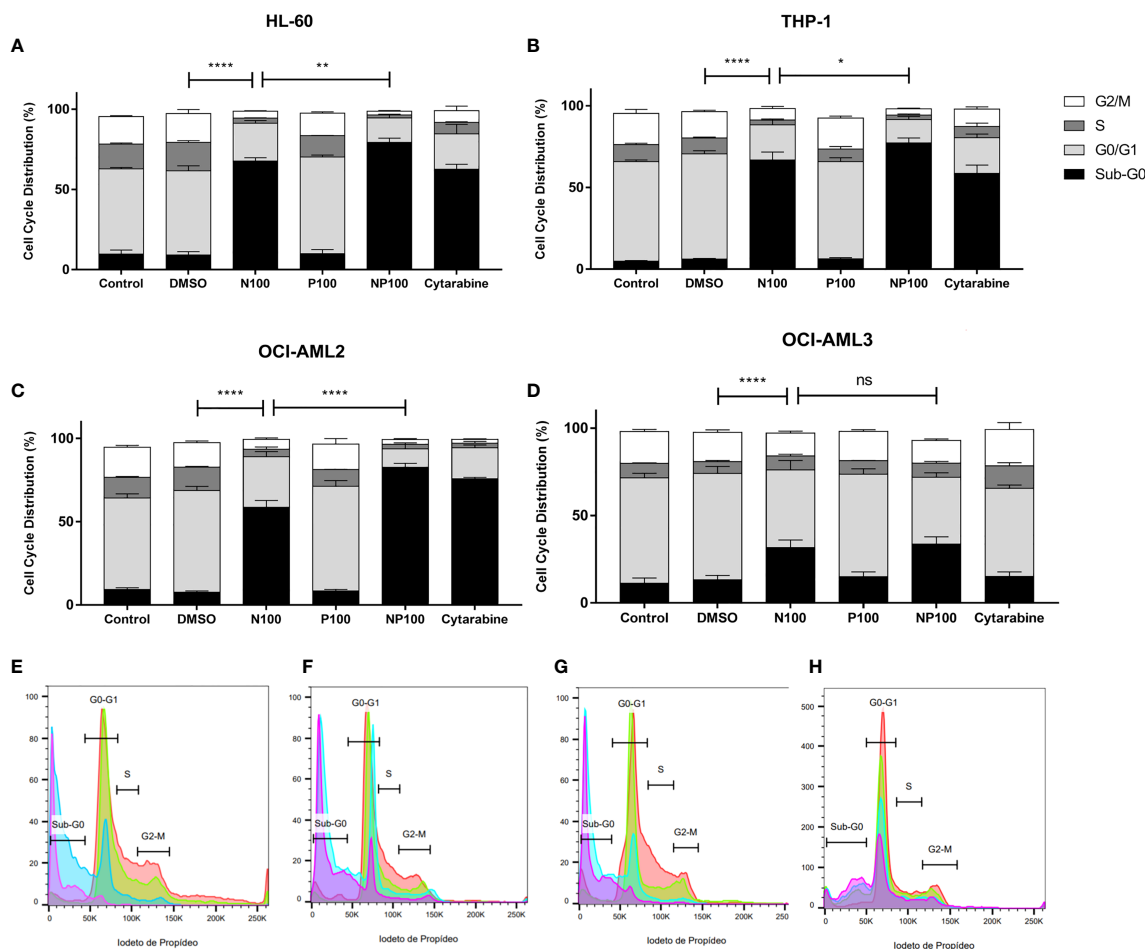 HL-60
THP-1
A
B
**** **
**** *
Cell Cycle Distribution (%)
100
50
0
Control DMSO N100 P100 NP100 Cytarabine
Cell Cycle Distribution (%)
100
50
0
Control DMSO N100 P100 NP100 Cytarabine
G2/M
S
G0/G1
Sub-G0
OCI-AML2
OCI-AML3
C
D
**** ****
**** ns
Cell Cycle Distribution (%)
100
50
0
Control DMSO N100 P100 NP100 Cytarabine
Cell Cycle Distribution (%)
100
50
0
Control DMSO N100 P100 NP100 Cytarabine
E
F
G
H
100
80
60
40
20
0
G0-G1
S
Sub-G0
G2-M
0 50K 100K 150K 200K 250K
Iodeto de Propídeo
100
80
60
40
20
0
G0-G1
S
Sub-G0
G2-M
0 50K 100K 150K 200K 250K
Iodeto de Propídeo
100
80
60
40
20
0
G0-G1
S
Sub-G0
G2-M
0 50K 100K 150K 200K 250K
Iodeto de Propídeo
500
400
300
200
100
0
G0-G1
S
Sub-G0
G2-M
0 50K 100K 150K 200K 250K
Iodeto de Propídeo